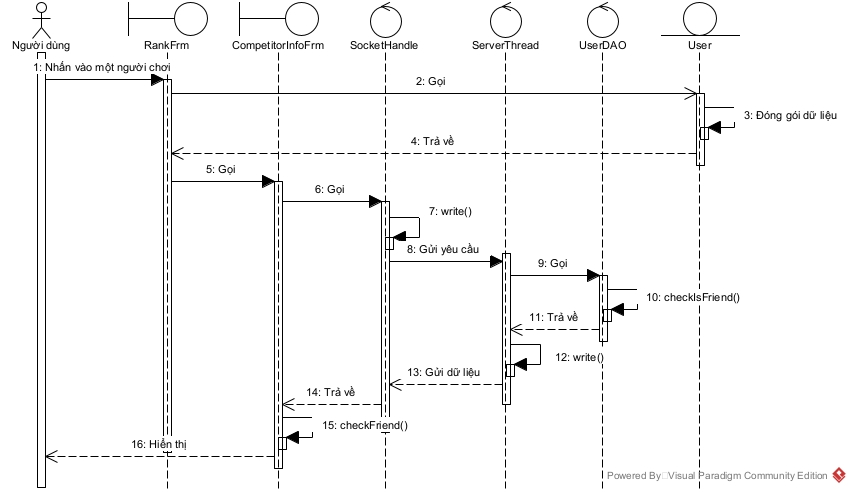 Người dùng
RankFrm
CompetitorInfoFrm
SocketHandle
ServerThread
UserDAO
User
1: Nhấn vào một người chơi
2: Gọi
3: Đóng gói dữ liệu
4: Trả về
5: Gọi
6: Gọi
7: write()
8: Gửi yêu cầu
9: Gọi
10: checkIsFriend()
11: Trả về
12: write()
13: Gửi dữ liệu
14: Trả về
15: checkFriend()
16: Hiển thị
Powered By Visual Paradigm Community Edition